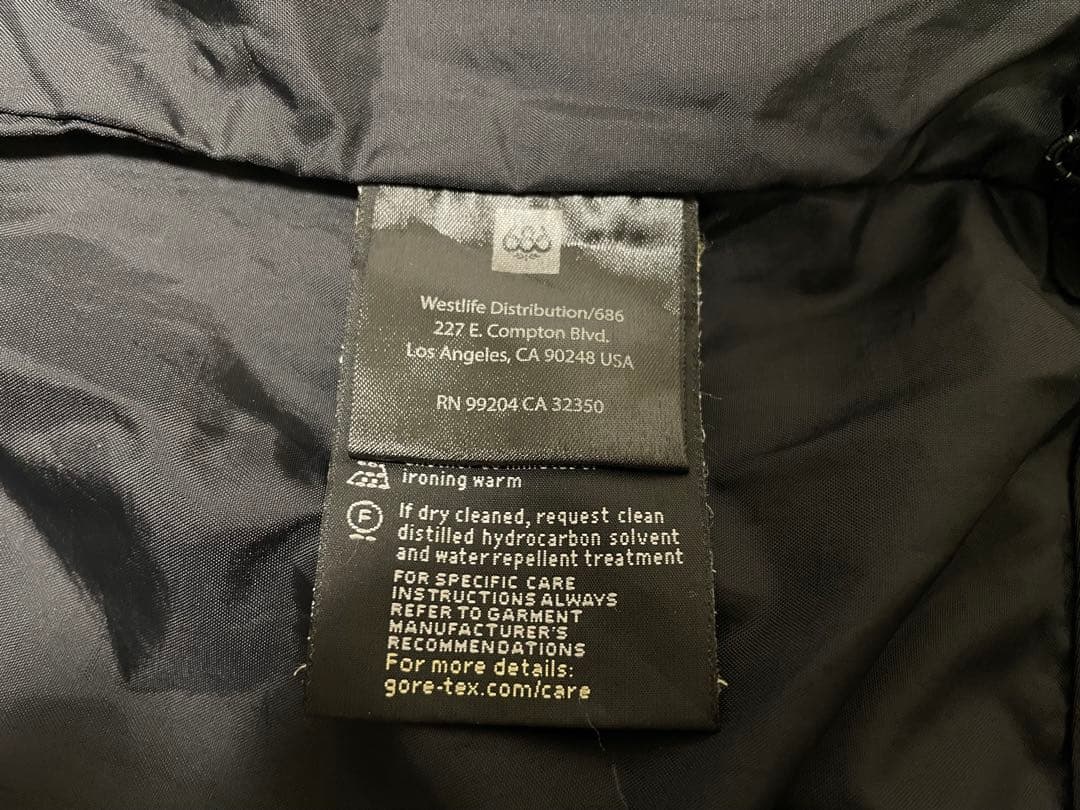 686
Westlife Distribution/686
227 E. Compton Blvd.
Los Angeles, CA 90248 USA
RN 99204 CA 32350
ironing warm
F
If dry cleaned, request clean
distilled hydrocarbon solvent
and water repellent treatment
FOR SPECIFIC CARE
INSTRUCTIONS ALWAYS
REFER TO GARMENT
MANUFACTURER'S
RECOMMENDATIONS
For more details:
gore-tex.com/care